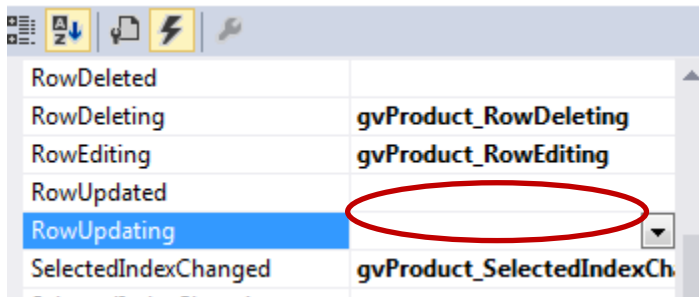 RowDeleted
RowDeleting gvProduct_RowDeleting
RowEditing gvProduct_RowEditing
RowUpdated
RowUpdating
SelectedIndexChanged gvProduct_SelectedIndexCh